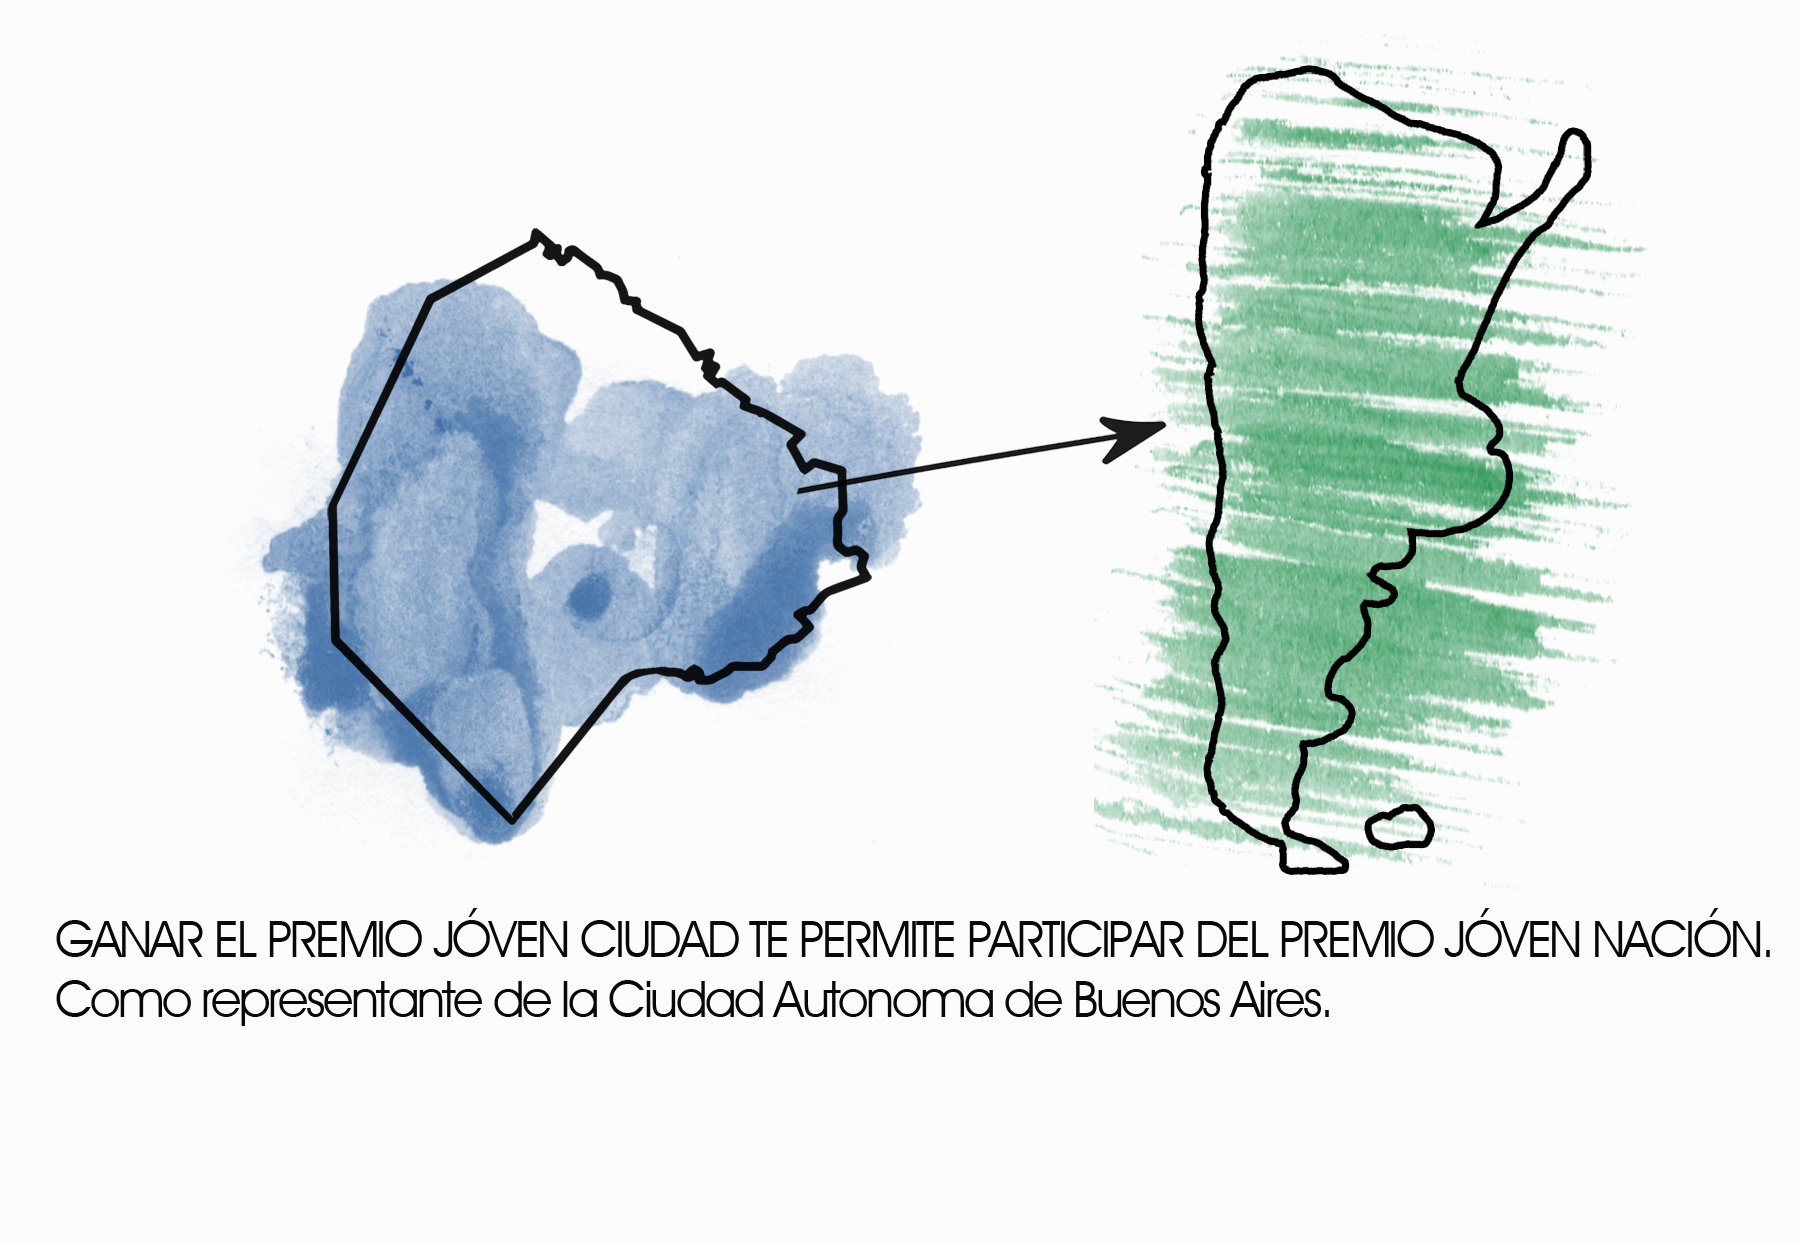 GANAR EL PREMIO JÓVEN CIUDAD TE PERMITE PARTICIPAR DEL PREMIO JÓVEN NACIÓN.
Como representante de la Ciudad Autonoma de Buenos Aires.